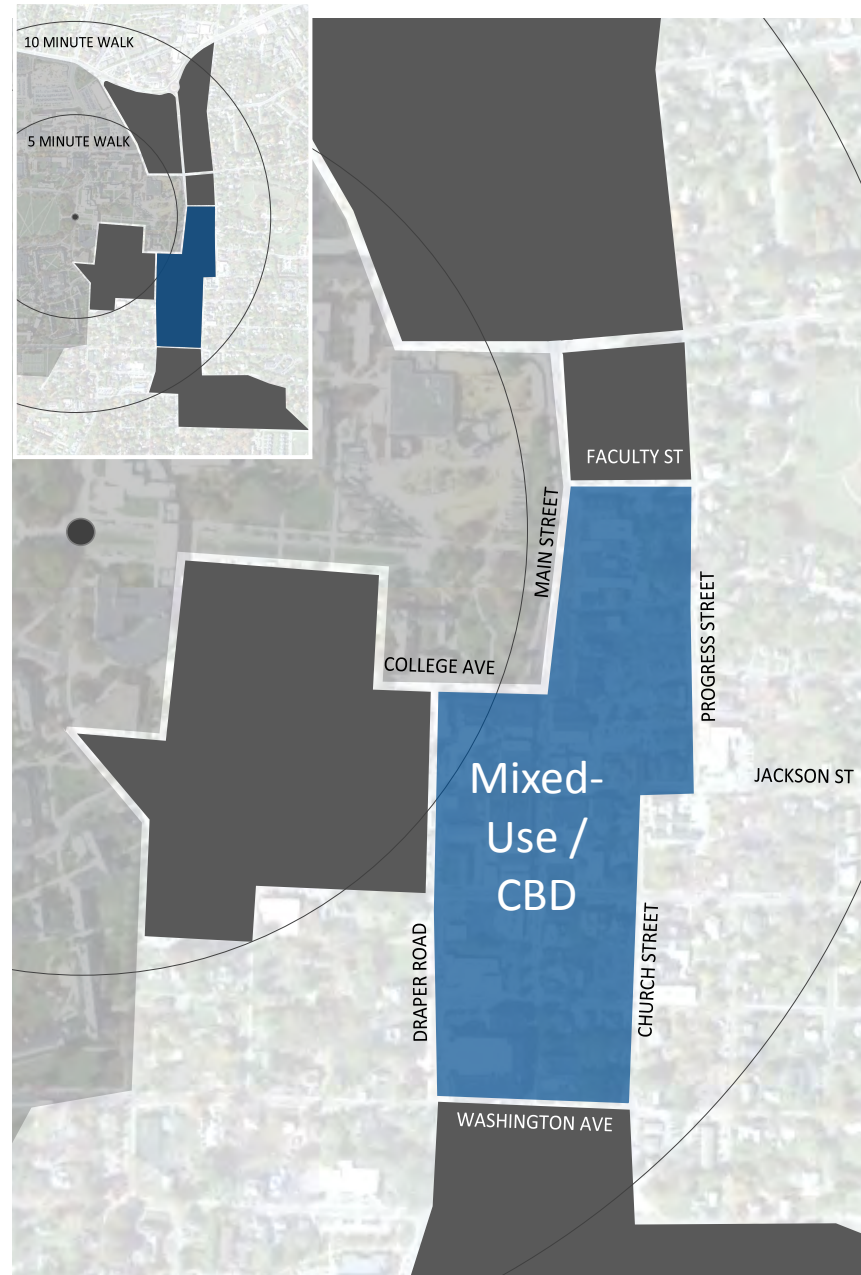 10 MINUTE WALK
5 MINUTE WALK
FACULTY ST
MAIN STREET
PROGRESS STREET
COLLEGE AVE
JACKSON ST
Mixed-
Use /
CBD
DRAPER ROAD
CHURCH STREET
WASHINGTON AVE